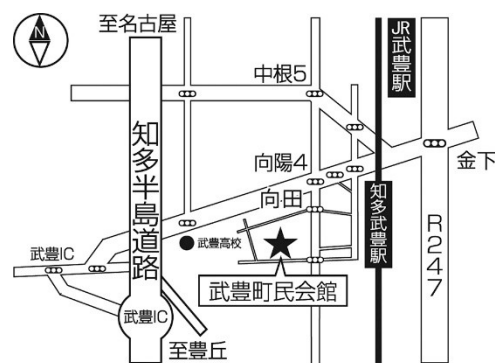 N
至名古屋
中根5
JR武豊駅
知多半島道路
向陽4
金下
向田
知多武豊駅
R247
武豊IC
武豊高校
武豊町民会館
武豊IC
至豊丘